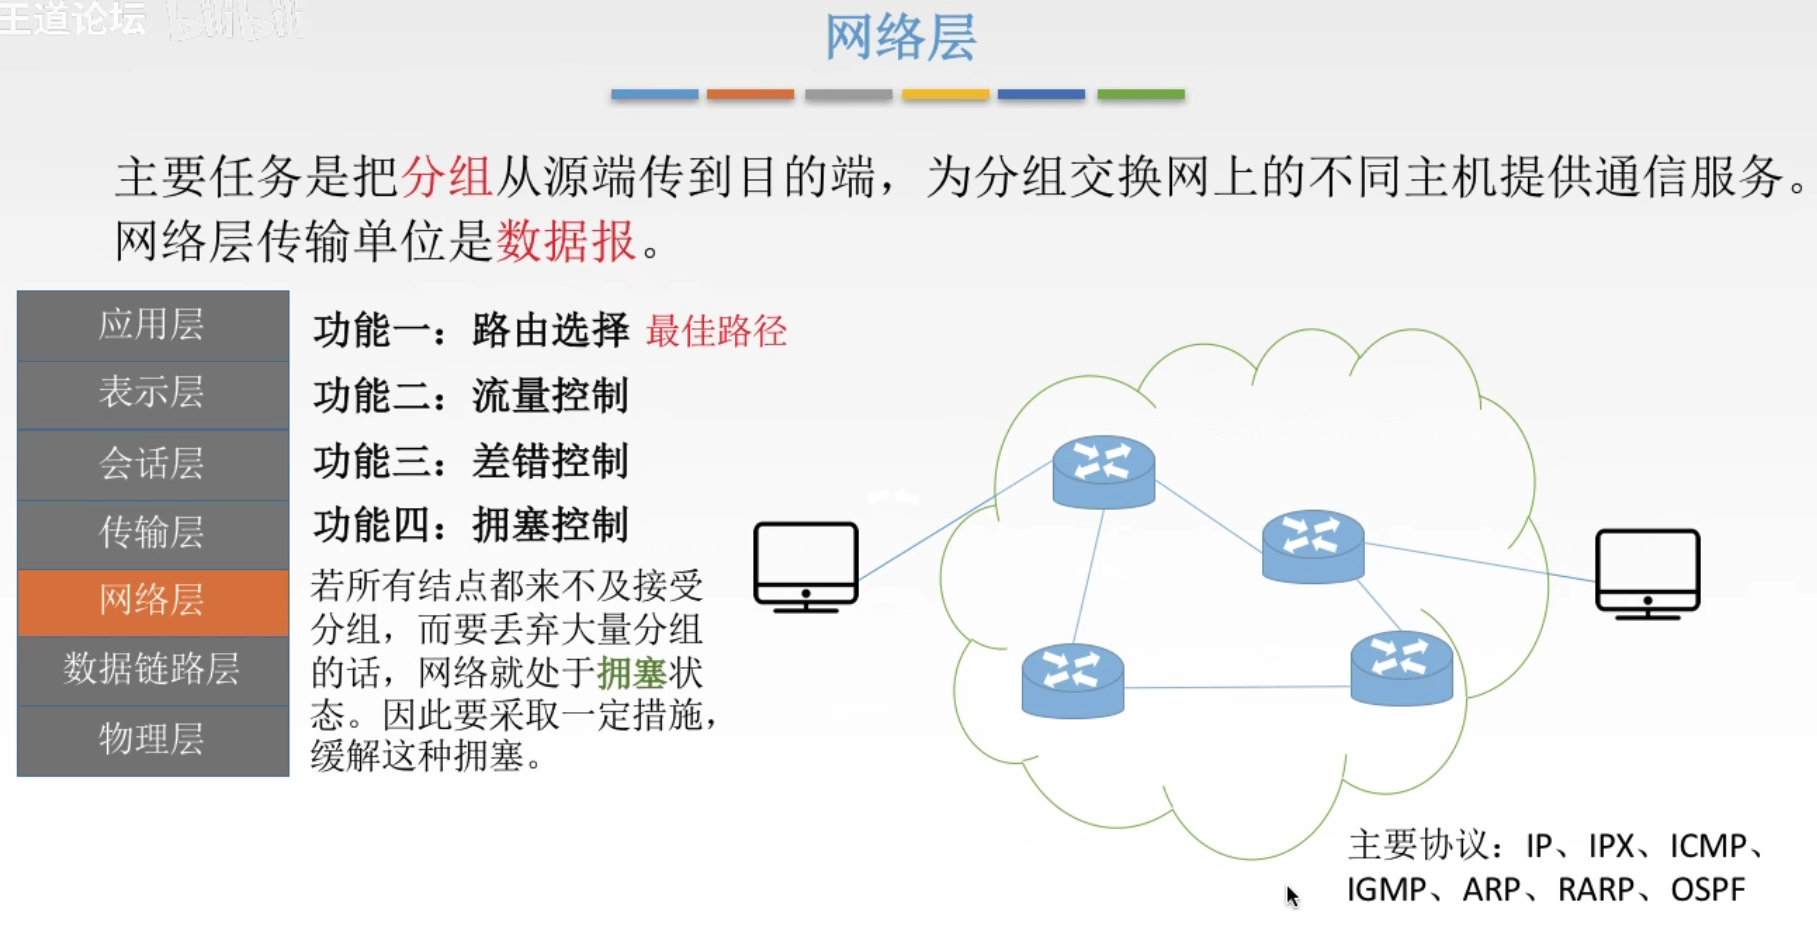 王道论坛 bilibili
网络层
主要任务是把分组从源端传到目的端，为分组交换网上的不同主机提供通信服务。
网络层传输单位是数据报。
应用层
表示层
会话层
传输层
网络层
数据链路层
物理层
功能一：路由选择 最佳路径
功能二：流量控制
功能三：差错控制
功能四：拥塞控制
若所有结点都来不及接受
分组，而要丢弃大量分组
的话，网络就处于拥塞状
态。因此要采取一定措施，
缓解这种拥塞。
主要协议：IP、IPX、ICMP、
IGMP、ARP、RARP、OSPF